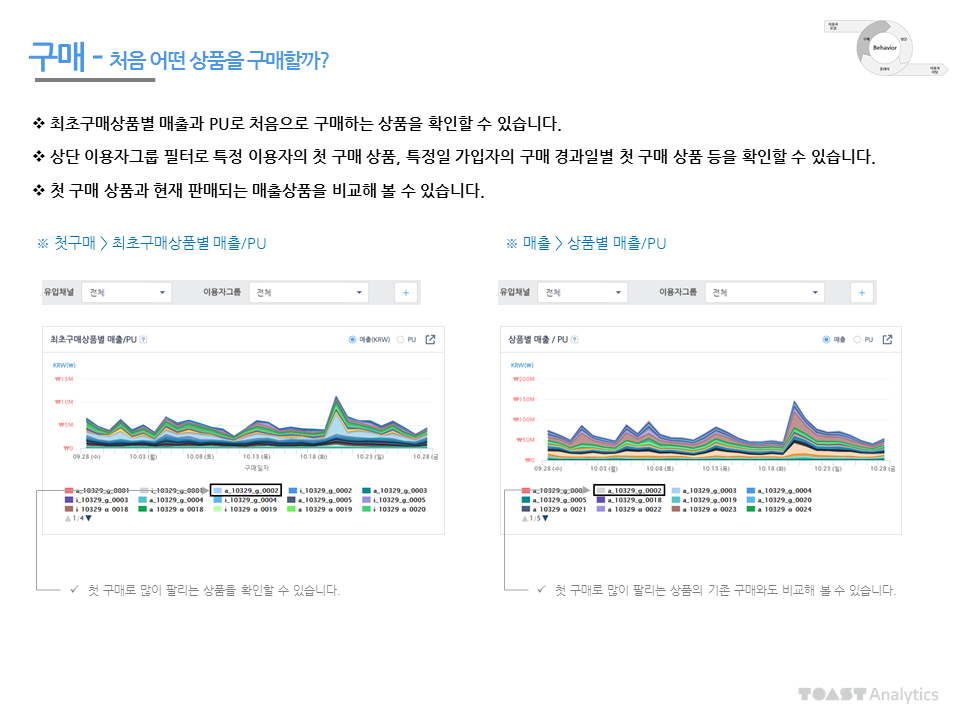 구매 - 처음 어떤 상품을 구매할까?
Behavior
❖ 최초구매상품별 매출과 PU로 처음으로 구매하는 상품을 확인할 수 있습니다.
❖ 상단 이용자그룹 필터로 특정 이용자의 첫 구매 상품, 특정일 가입자의 구매 경과일별 첫 구매 상품 등을 확인할 수 있습니다.
❖ 첫 구매 상품과 현재 판매되는 매출상품을 비교해 볼 수 있습니다.
※ 첫구매 > 최초구매상품별 매출/PU
유입채널 전체 이용자그룹 전체 +
최초구매상품별 매출/PU ? 매출(KRW) PU
KRW(₩)
₩15M
₩10M
₩5M
₩0
09.28 (수) 10.03 (월) 10.08 (토) 10.13 (목) 10.18 (화) 10.23 (일) 10.28 (금
구매일자
a_10329_g_0001 i_10329_g_0001 a_10329_g_0002 i_10329_g_0002 a_10329_g_0003
i_10329_g_0003 a_10329_g_0004 i_10329_g_0004 a_10329_g_0005 i_10329_g_0005
i_10329_g_0018 a_10329_g_0018 i_10329_g_0019 a_10329_g_0019 i_10329_g_0020
1/4
✓ 첫 구매로 많이 팔리는 상품을 확인할 수 있습니다.
※ 매출 > 상품별 매출/PU
유입채널 전체 이용자그룹 전체 +
상품별 매출 / PU ? 매출 PU
KRW(₩)
₩200M
₩150M
₩100M
₩50M
₩0
09.28 (수) 10.03 (월) 10.08 (토) 10.13 (목) 10.18 (화) 10.23 (일) 10.28 (금
a_10329_g_0002 a_10329_g_0003 a_10329_g_0004
a_10329_g_0005 a_10329_g_0018 a_10329_g_0019 a_10329_g_0020
a_10329_g_0021 a_10329_g_0022 a_10329_g_0023 a_10329_g_0024
1/5
✓ 첫 구매로 많이 팔리는 상품의 기존 구매와도 비교해 볼 수 있습니다.
TOAST Analytics